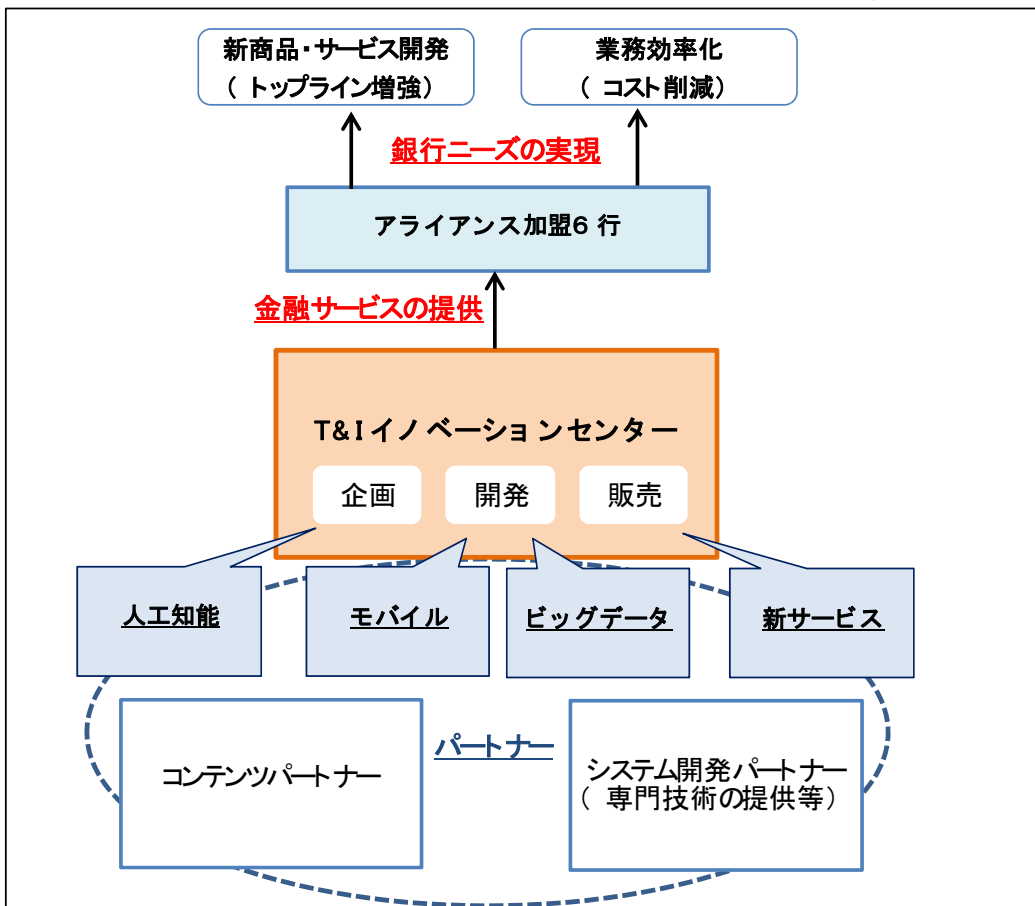 新商品・サービス開発
（トップライン増強）
業務効率化
（コスト削減）
銀行ニーズの実現
アライアンス加盟6行
金融サービスの提供
T&Iイノベーションセンター
企画
開発
販売
人工知能
モバイル
ビッグデータ
新サービス
パートナー
コンテンツパートナー
システム開発パートナー
（専門技術の提供等）